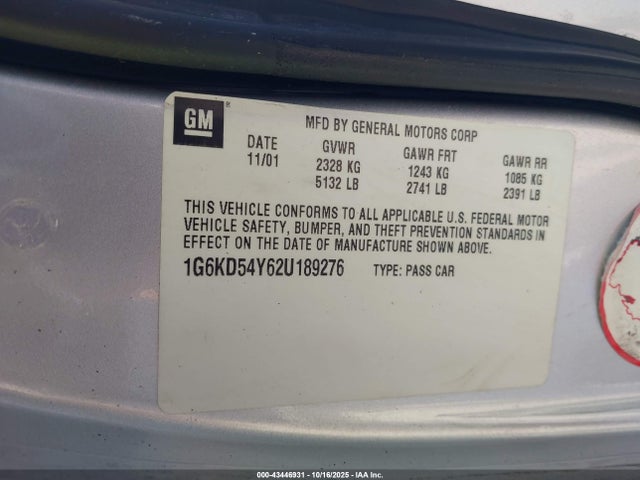 GM ®
MFD BY GENERAL MOTORS CORP
DATE GVWR GAWR FRT GAWR RR
11/01 2328 KG 1243 KG 1085 KG
5132 LB 2741 LB 2391 LB
THIS VEHICLE CONFORMS TO ALL APPLICABLE U.S. FEDERAL MOTOR
VEHICLE SAFETY, BUMPER, AND THEFT PREVENTION STANDARDS IN
EFFECT ON THE DATE OF MANUFACTURE SHOWN ABOVE.
1G6KD54Y62U189276 TYPE: PASS CAR
000-43446931 - 10/16/2025 - IAA Inc.